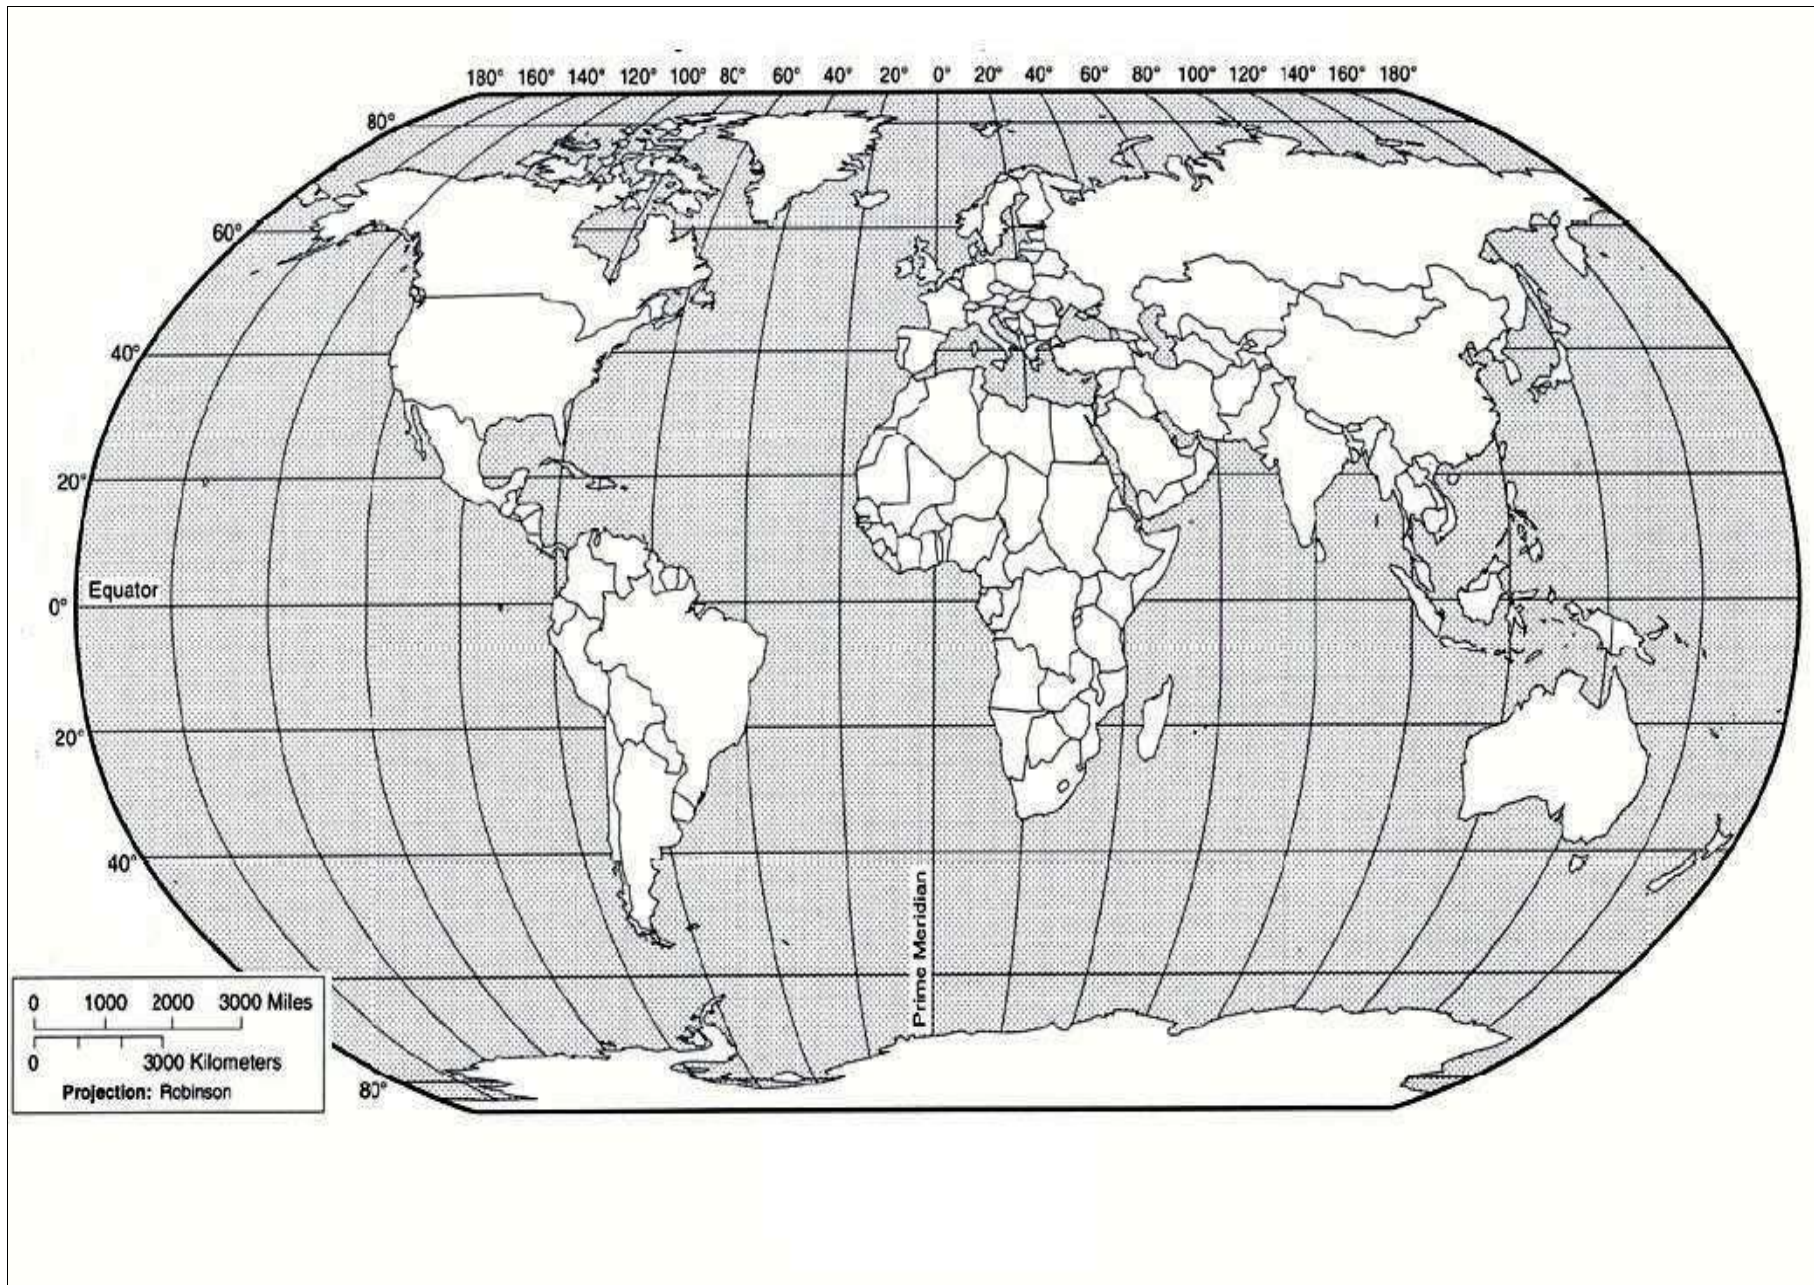 180° 160° 140° 120° 100° 80° 60° 40° 20° 0° 20° 40° 60° 80° 100° 120° 140° 160° 180°
80°
60°
40°
20°
Equator
0°
20°
40°
Prime Meridian
0 1000 2000 3000 Miles
0 3000 Kilometers
Projection: Robinson
80°